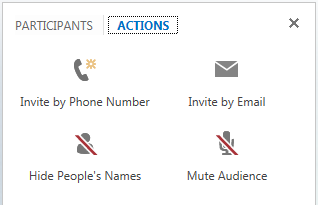 PARTICIPANTS ACTIONS
Invite by Phone Number Invite by Email
Hide People's Names Mute Audience